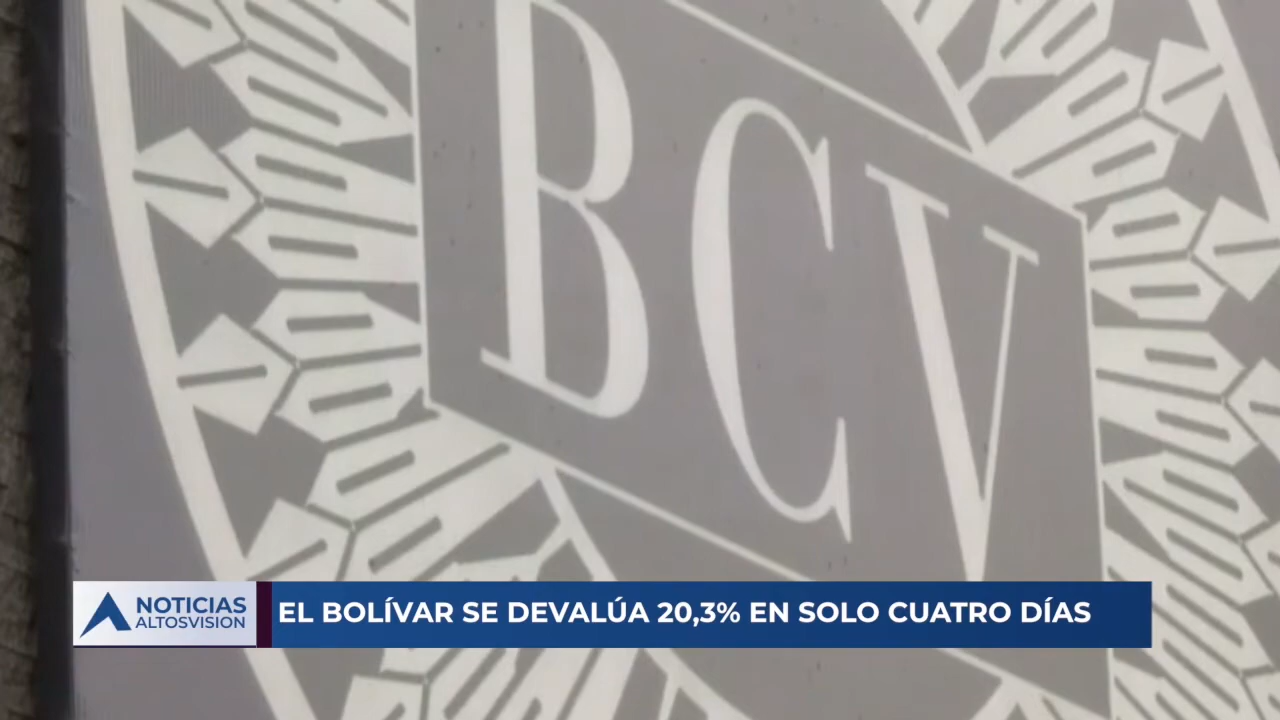 BCV
NOTICIAS
ALTOSVISION
EL BOLÍVAR SE DEVALÚA 20,3% EN SOLO CUATRO DÍAS